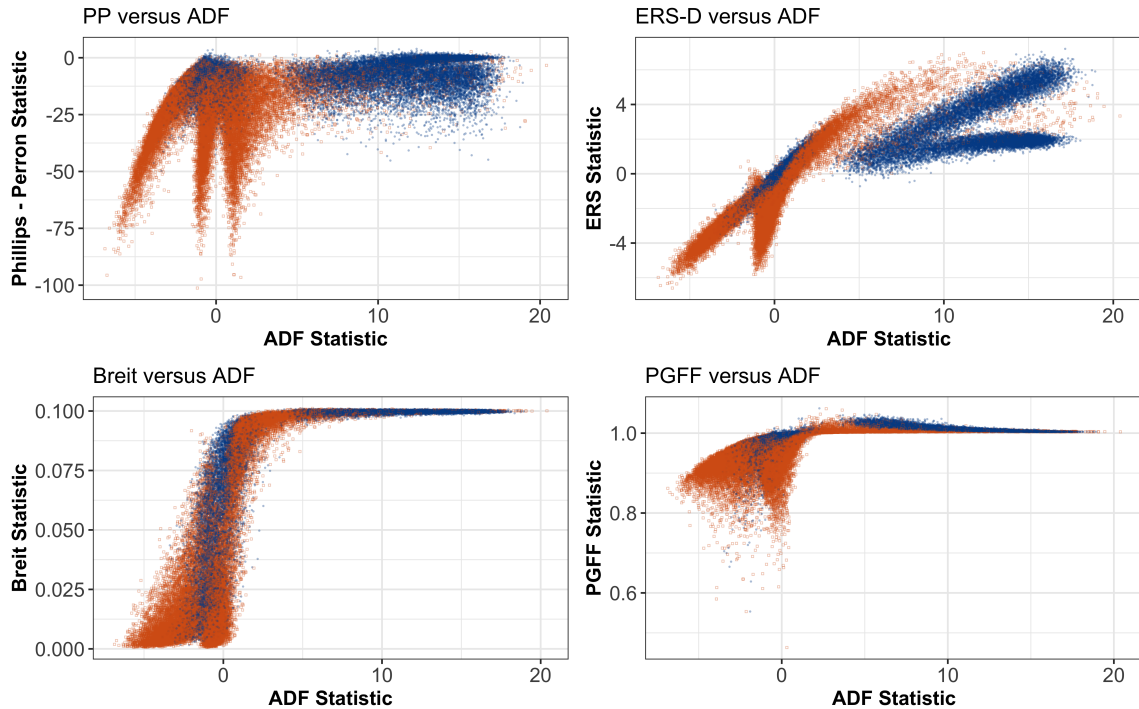 PP versus ADF
Phillips - Perron Statistic
0
-25
-50
-75
-100
0
10
20
ADF Statistic
ERS-D versus ADF
ERS Statistic
4
0
-4
0
10
20
ADF Statistic
Breit versus ADF
Breit Statistic
0.100
0.075
0.050
0.025
0.000
0
10
20
ADF Statistic
PGFF versus ADF
PGFF Statistic
1.0
0.8
0.6
0
10
20
ADF Statistic